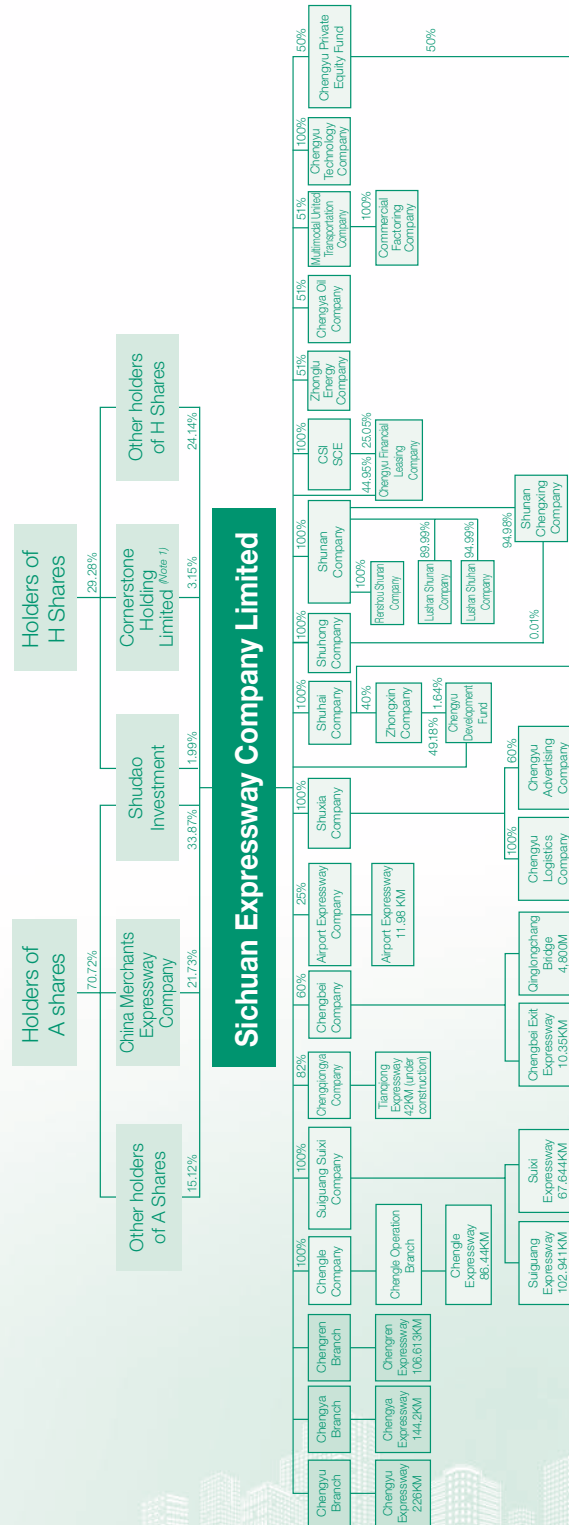 Holders of
A shares
Holders of
H Shares
70.72%
29.28%
Other holders
of A Shares
China Merchants
Expressway
Company
Shudao
Investment
Cornerstone
Holding
Limited (Note 1)
Other holders
of H Shares
15.12%
21.73%
33.87%
1.99%
3.15%
24.14%
Sichuan Expressway Company Limited
100%
100%
82%
60%
25%
100%
100%
100%
100%
100%
51%
51%
51%
100%
50%
Chengyu
Branch
Chengya
Branch
Chengren
Branch
Chengle
Company
Suiguang Suixi
Company
Chengqiongya
Company
Chengbei
Company
Airport Expressway
Company
Shuxia
Company
Shuhai
Company
Shuhong
Company
Shunan
Company
CSI
SCE
Zhonglu
Energy
Company
Chengya Oil
Company
Multimodal United
Transportation
Company
Chengyu
Technology
Company
Chengyu Private
Equity Fund
Chengyu
Expressway
226KM
Chengya
Expressway
144.2KM
Chengren
Expressway
106.613KM
Chengle Operation
Branch
Tianqiong
Expressway
42KM (under
construction)
Airport Expressway
11.98 KM
40%
Zhongxin
Company
100%
Renshou Shunan
Company
44.95%
25.05%
Chengyu Financial
Leasing
Company
100%
Commercial
Factoring
Company
50%
Chengle
Expressway
86.44KM
49.18%
1.64%
Chengyu
Development
Fund
89.99%
Lushan Shunan
Company
94.99%
Lushan Shuhan
Company
Suiguang
Expressway
102.941KM
Suixi
Expressway
67.644KM
Chengbei Exit
Expressway
10.35KM
Qinglongchang
Bridge
4,800M
100%
60%
Chengyu
Logistics
Company
Chengyu
Advertising
Company
0.01%
94.98%
Shunan
Chengxing
Company